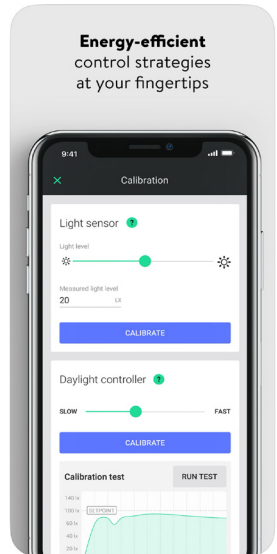 Energy-efficient
control strategies
at your fingertips
9:41
Calibration
Light sensor ?
Light level
Measured light level
20 LX
CALIBRATE
Daylight controller ?
SLOW FAST
CALIBRATE
Calibration test RUN TEST
140 lx
100 lx SETPOINT
60 lx
40 lx
20 lx